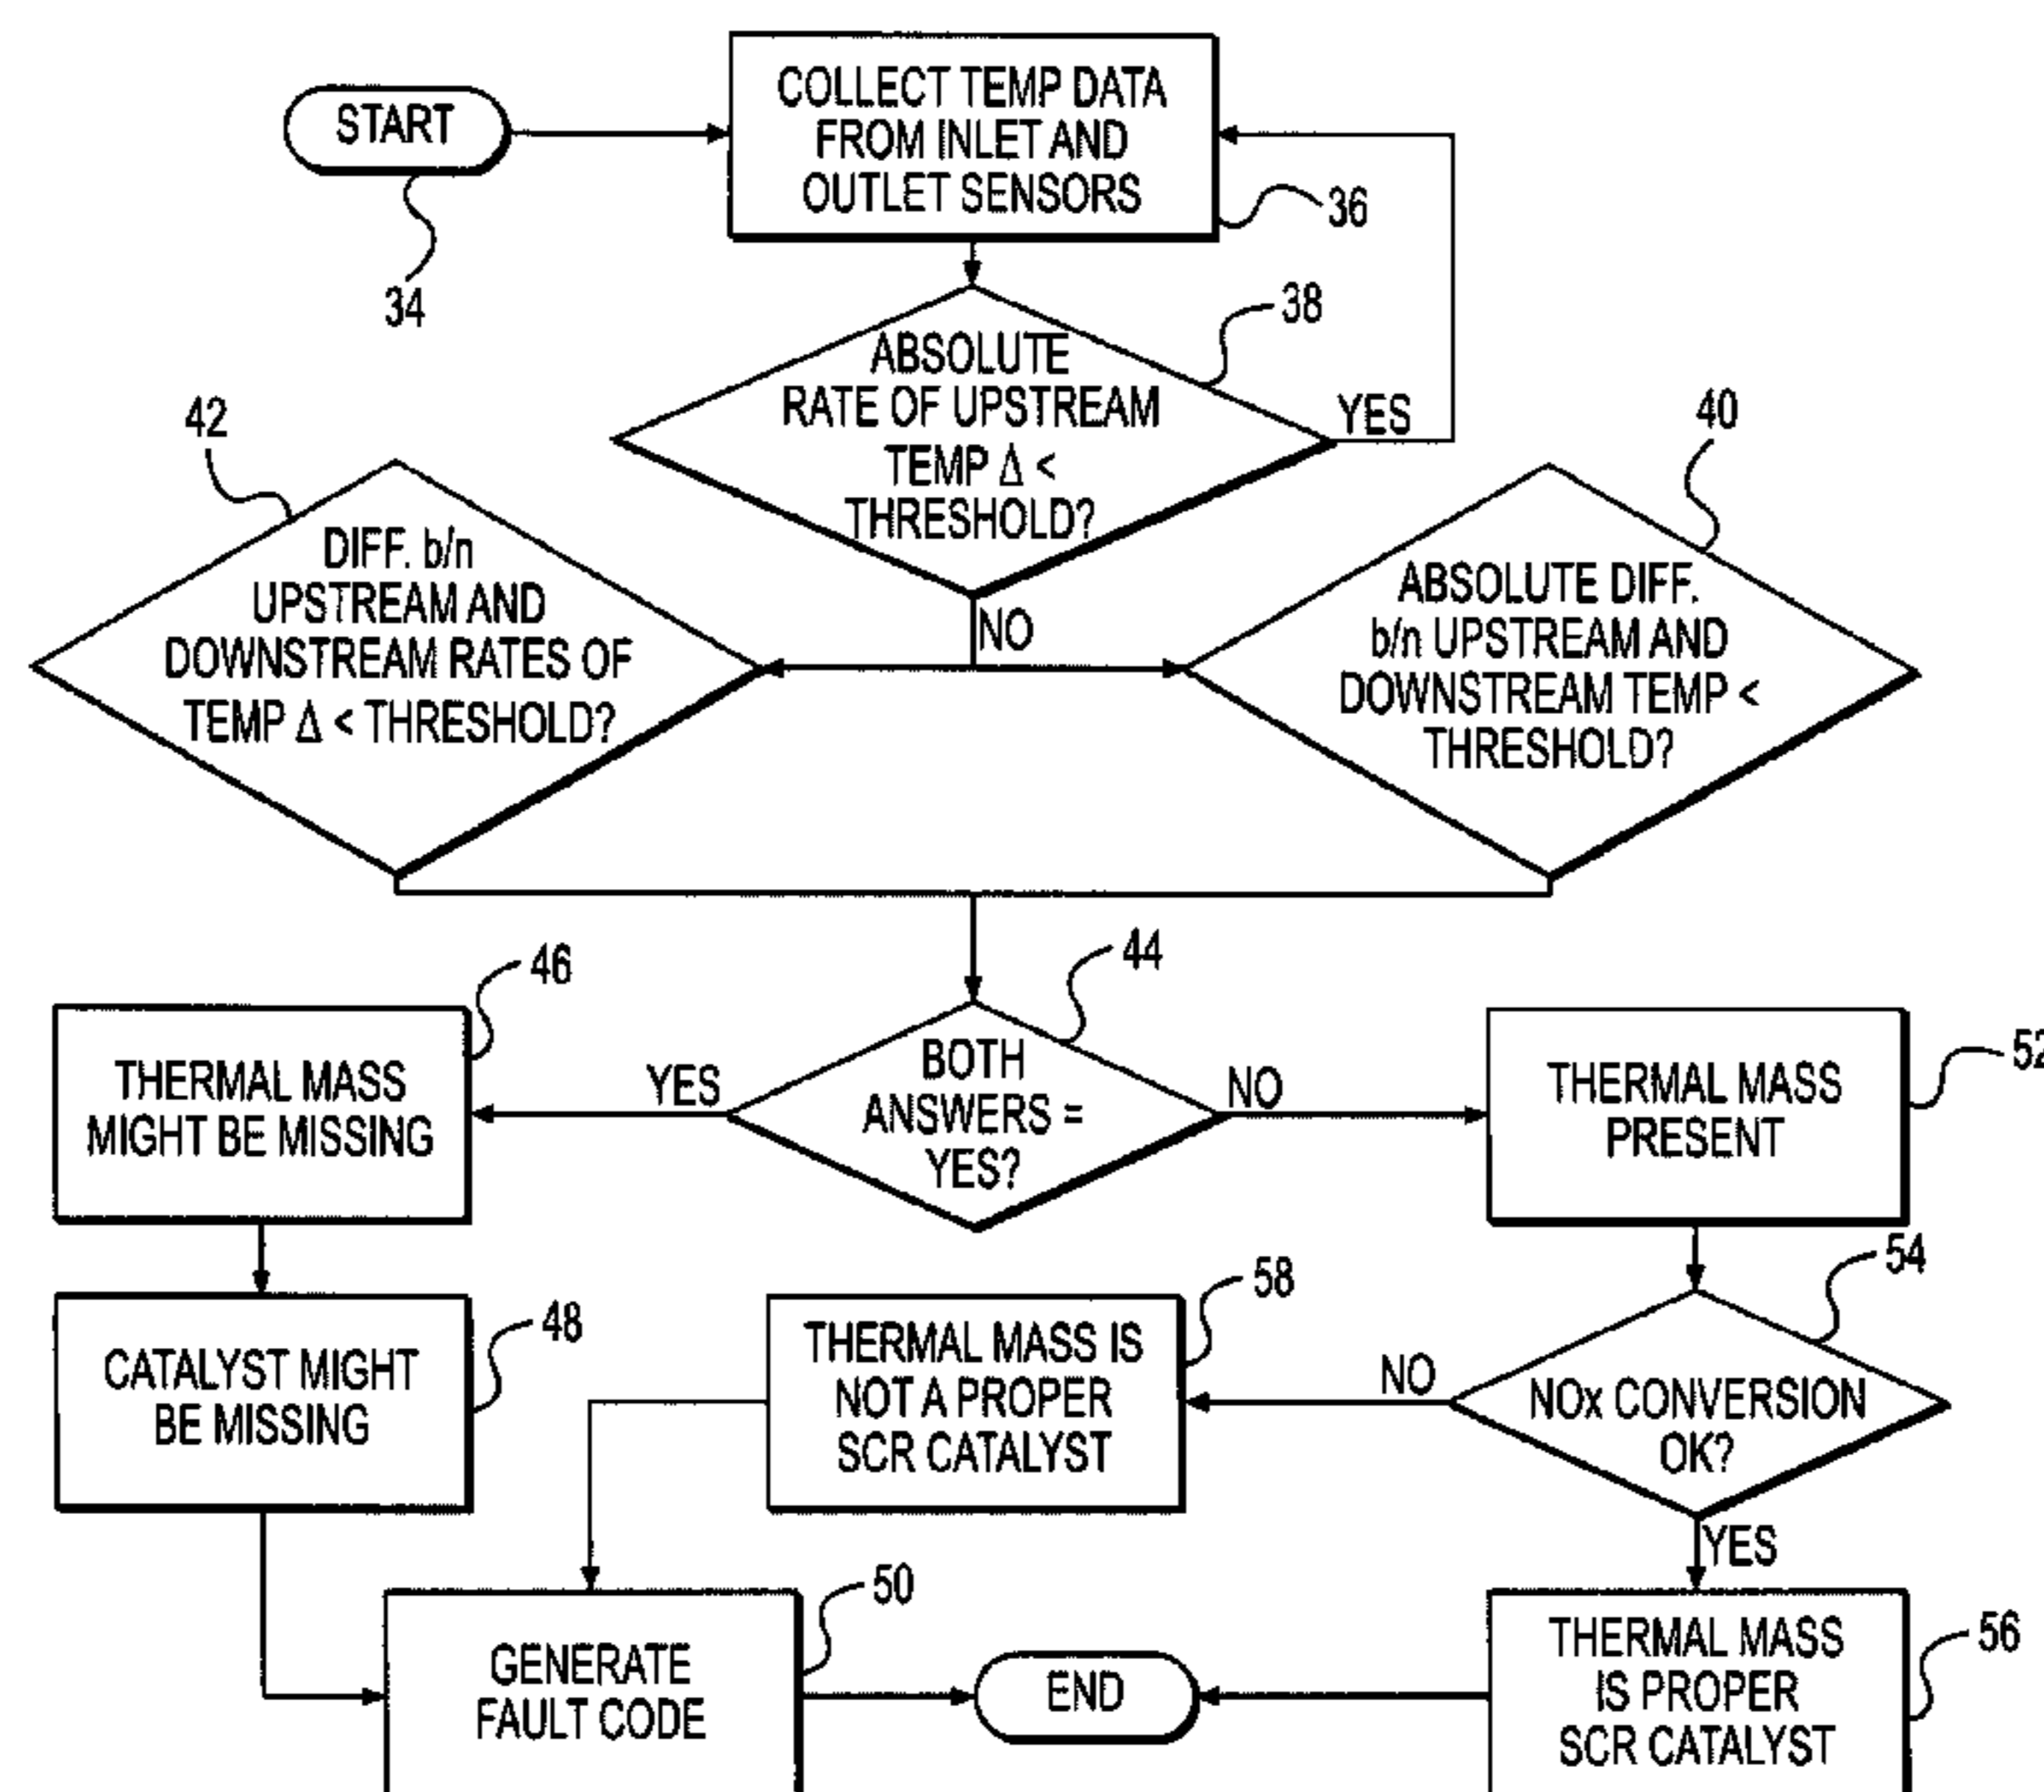 START
34
COLLECT TEMP DATA
FROM INLET AND
OUTLET SENSORS
36
38
ABSOLUTE
RATE OF UPSTREAM
TEMP Δ <
THRESHOLD?
YES
NO
42
DIFF. b/n
UPSTREAM AND
DOWNSTREAM RATES OF
TEMP Δ < THRESHOLD?
40
ABSOLUTE DIFF.
b/n UPSTREAM AND
DOWNSTREAM TEMP <
THRESHOLD?
44
BOTH
ANSWERS =
YES?
YES
NO
46
THERMAL MASS
MIGHT BE MISSING
52
THERMAL MASS
PRESENT
48
CATALYST MIGHT
BE MISSING
58
THERMAL MASS IS
NOT A PROPER
SCR CATALYST
54
NO
NOx CONVERSION
OK?
YES
50
GENERATE
FAULT CODE
END
56
THERMAL MASS
IS PROPER
SCR CATALYST